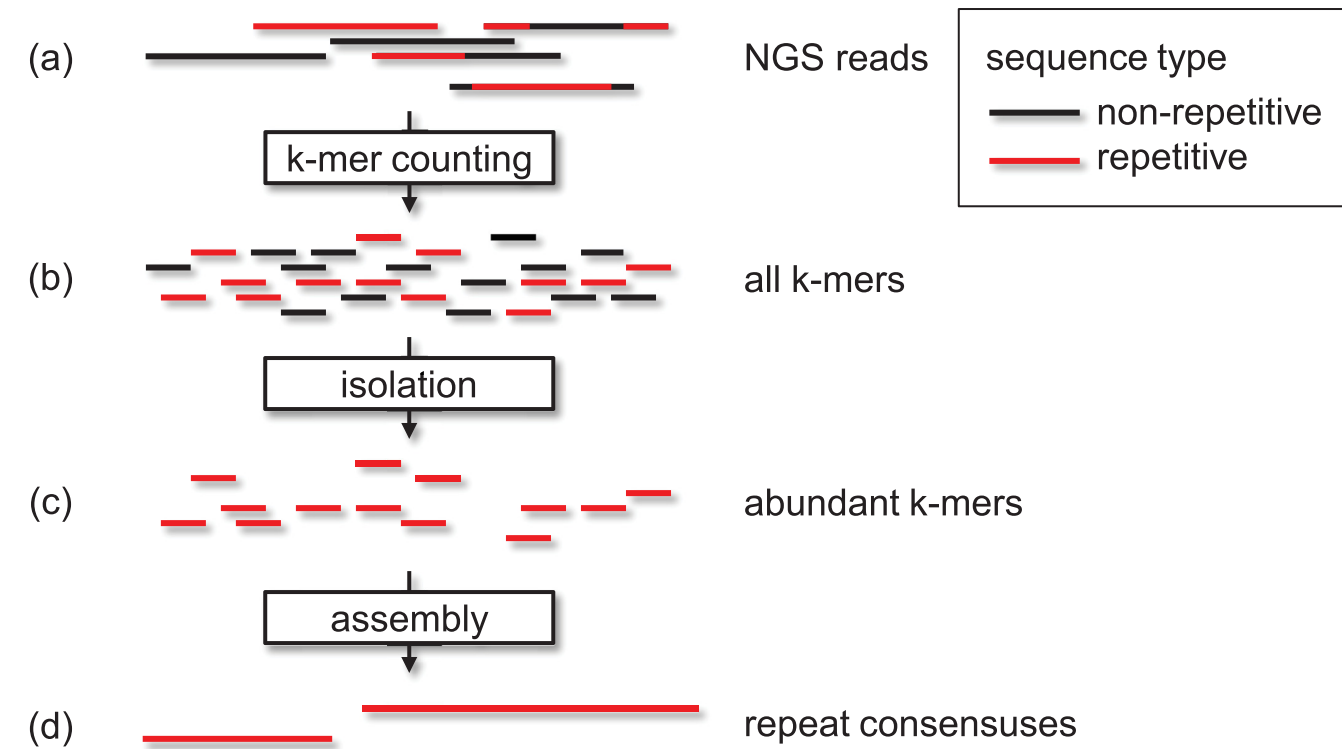 (a)
NGS reads
sequence type
non-repetitive
repetitive
k-mer counting
(b)
all k-mers
isolation
(c)
abundant k-mers
assembly
(d)
repeat consensuses